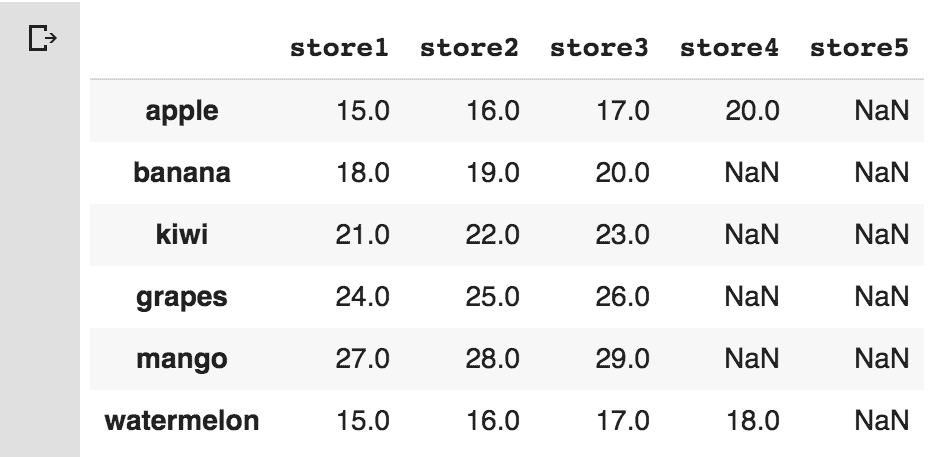 store1 store2 store3 store4 store5
apple 15.0 16.0 17.0 20.0 NaN
banana 18.0 19.0 20.0 NaN NaN
kiwi 21.0 22.0 23.0 NaN NaN
grapes 24.0 25.0 26.0 NaN NaN
mango 27.0 28.0 29.0 NaN NaN
watermelon 15.0 16.0 17.0 18.0 NaN